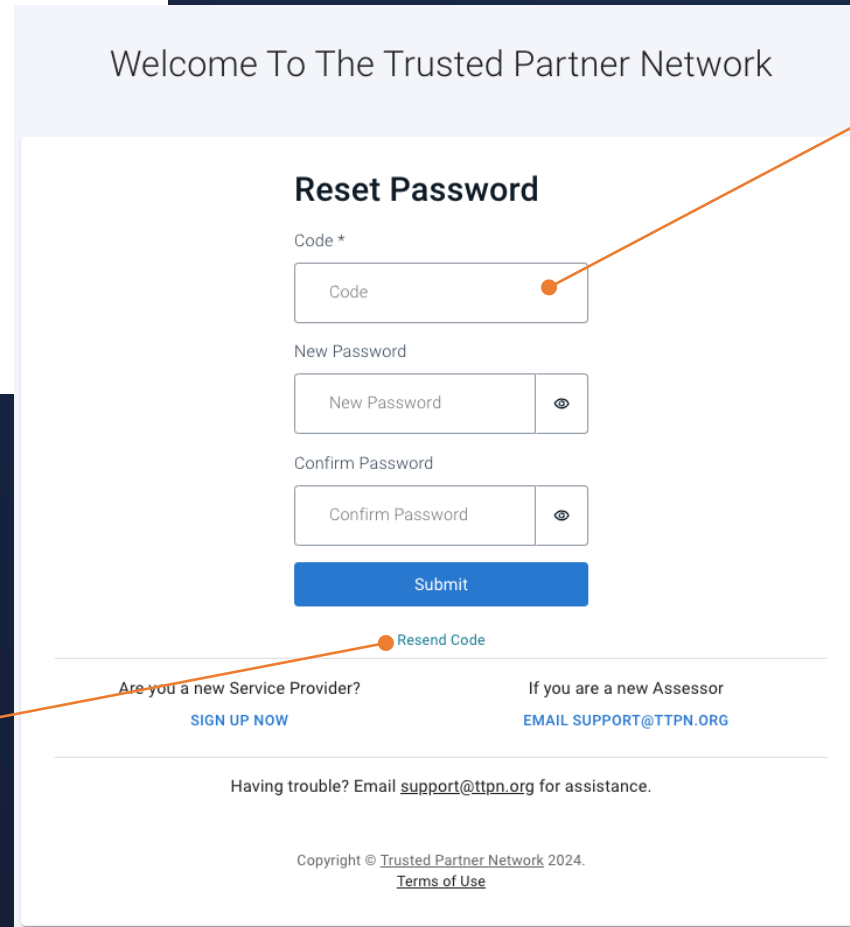 Welcome To The Trusted Partner Network
Reset Password
Code *
Code
New Password
New Password
Confirm Password
Confirm Password
Submit
Resend Code
Are you a new Service Provider?
SIGN UP NOW
If you are a new Assessor
EMAIL SUPPORT@TTPN.ORG
Having trouble? Email support@ttpn.org for assistance.
Copyright © Trusted Partner Network 2024.
Terms of Use